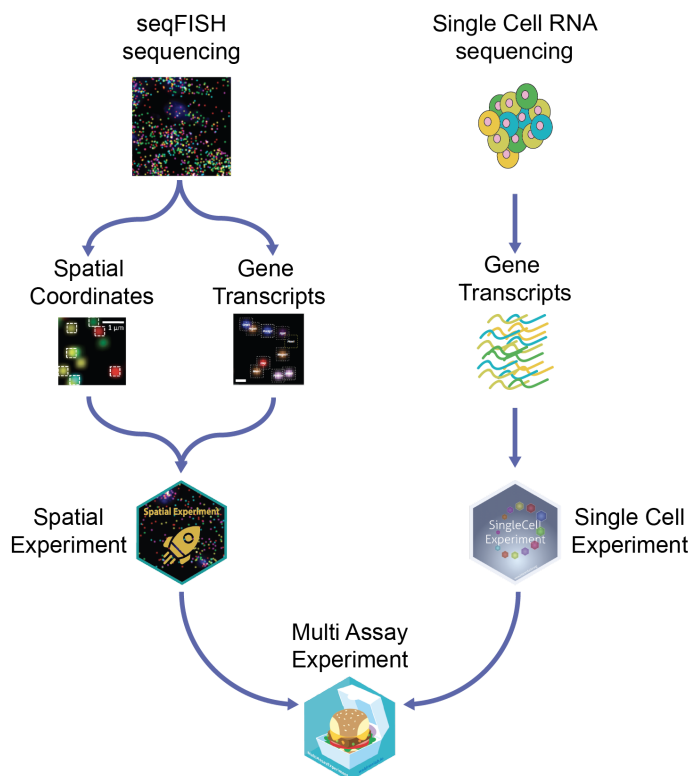 seqFISH
sequencing
Single Cell RNA
sequencing
Spatial
Coordinates
Gene
Transcripts
Gene
Transcripts
1 μm
Spatial
Experiment
Spatial Experiment
SingleCell
Experiment
Single Cell
Experiment
Multi Assay
Experiment